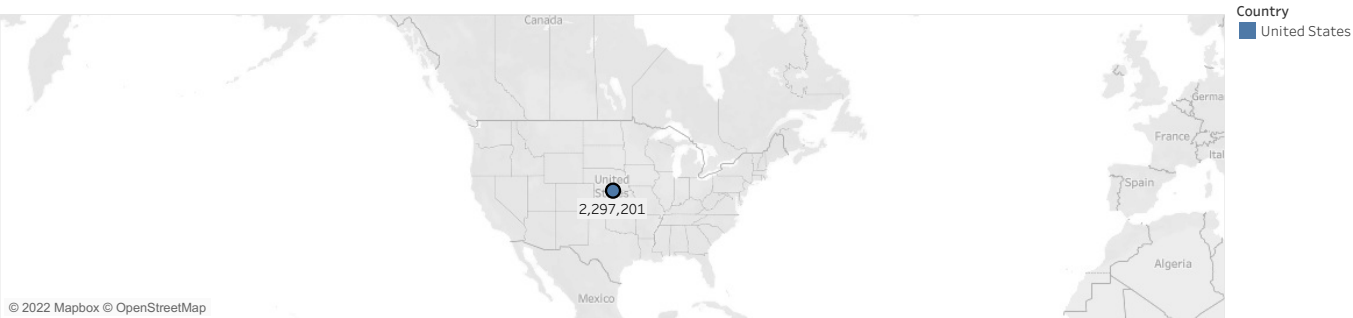 Country
United States
Canada
Germa
France
Ital
United
States
Spain
2,297,201
Algeria
Mexico
© 2022 Mapbox © OpenStreetMap